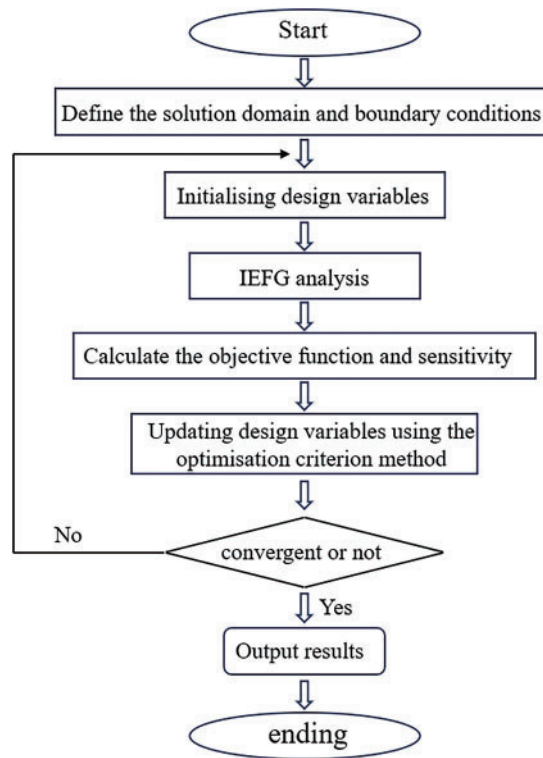 Start
Define the solution domain and boundary conditions
Initialising design variables
IEFG analysis
Calculate the objective function and sensitivity
Updating design variables using the
optimisation criterion method
No
convergent or not
Yes
Output results
ending